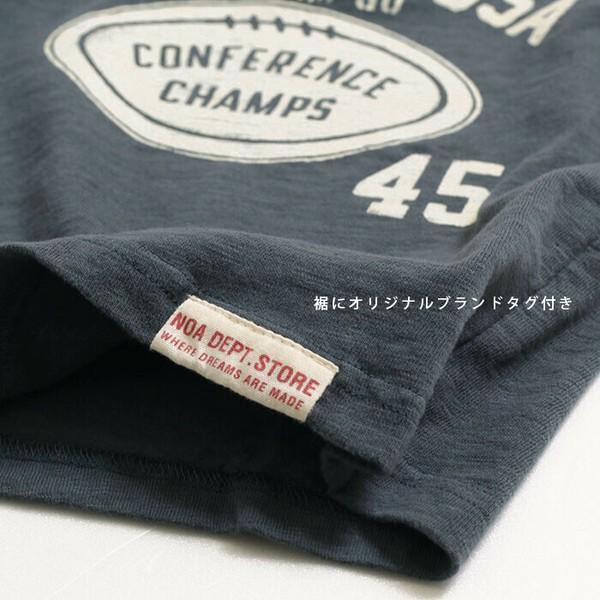 USA
CONFERENCE
CHAMPS
45
裾にオリジナルブランドタグ付き
NOA DEPT. STORE
WHERE DREAMS ARE MADE